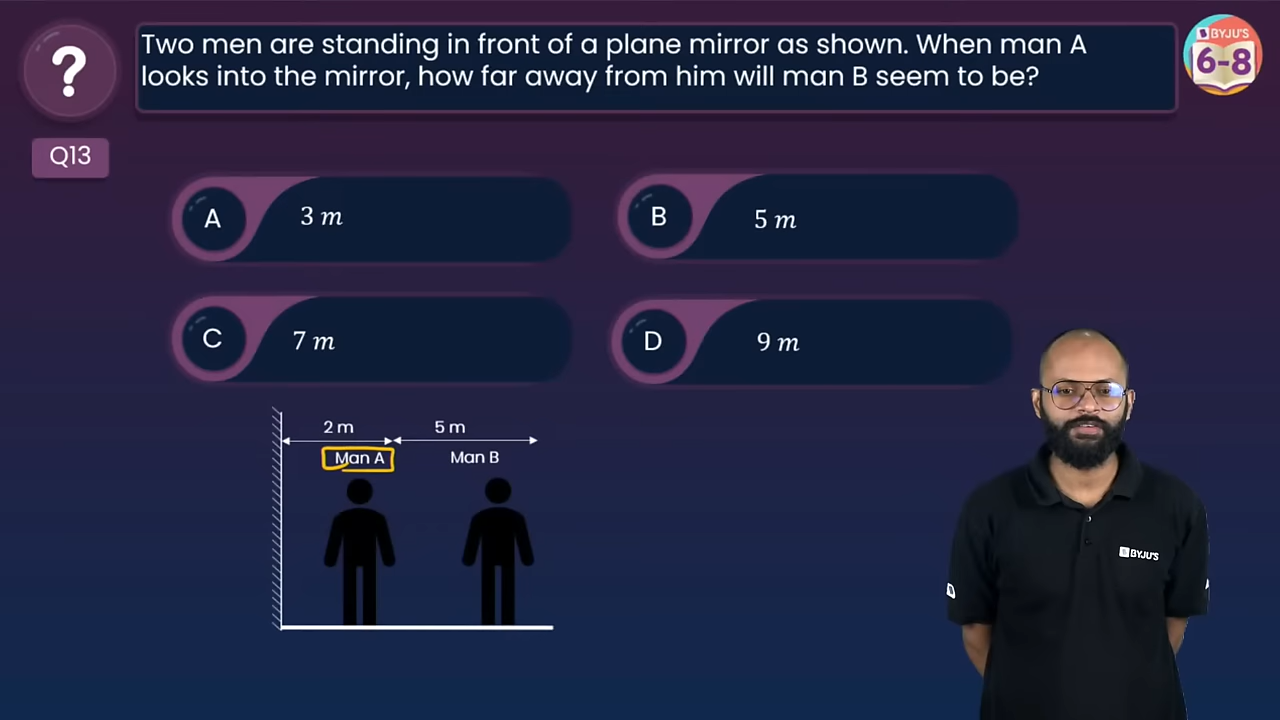 ?
Two men are standing in front of a plane mirror as shown. When man A
looks into the mirror, how far away from him will man B seem to be?
BYJU'S
6-8
Q13
A 3 m
B 5 m
C 7 m
D 9 m
2 m 5 m
Man A Man B
BYJU'S